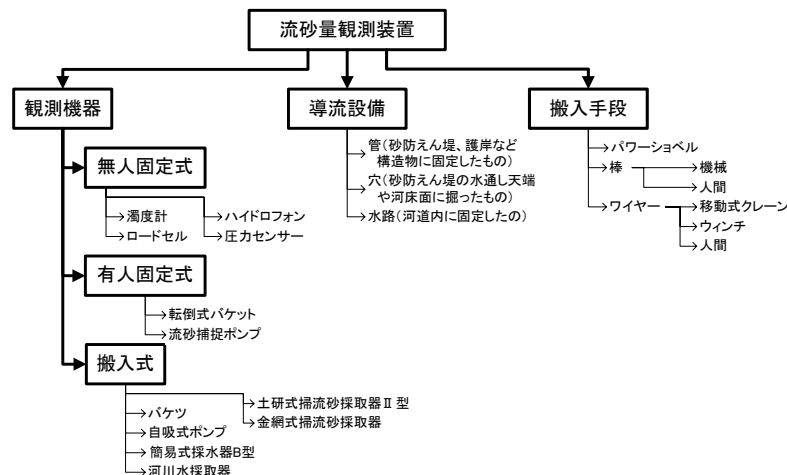 流砂量観測装置
観測機器
導流設備
搬入手段
無人固定式
濁度計
ロードセル
ハイドロフォン
圧力センサー
有人固定式
転倒式バケット
流砂捕捉ポンプ
搬入式
バケツ
自吸式ポンプ
簡易式採水器B型
河川水採取器
土研式掃流砂採取器Ⅱ型
金網式掃流砂採取器
管(砂防えん堤、護岸など
構造物に固定したもの)
穴(砂防えん堤の水通し天端
や河床面に掘ったもの)
水路(河道内に固定したの)
パワーショベル
棒
機械
人間
ワイヤー
移動式クレーン
ウィンチ
人間